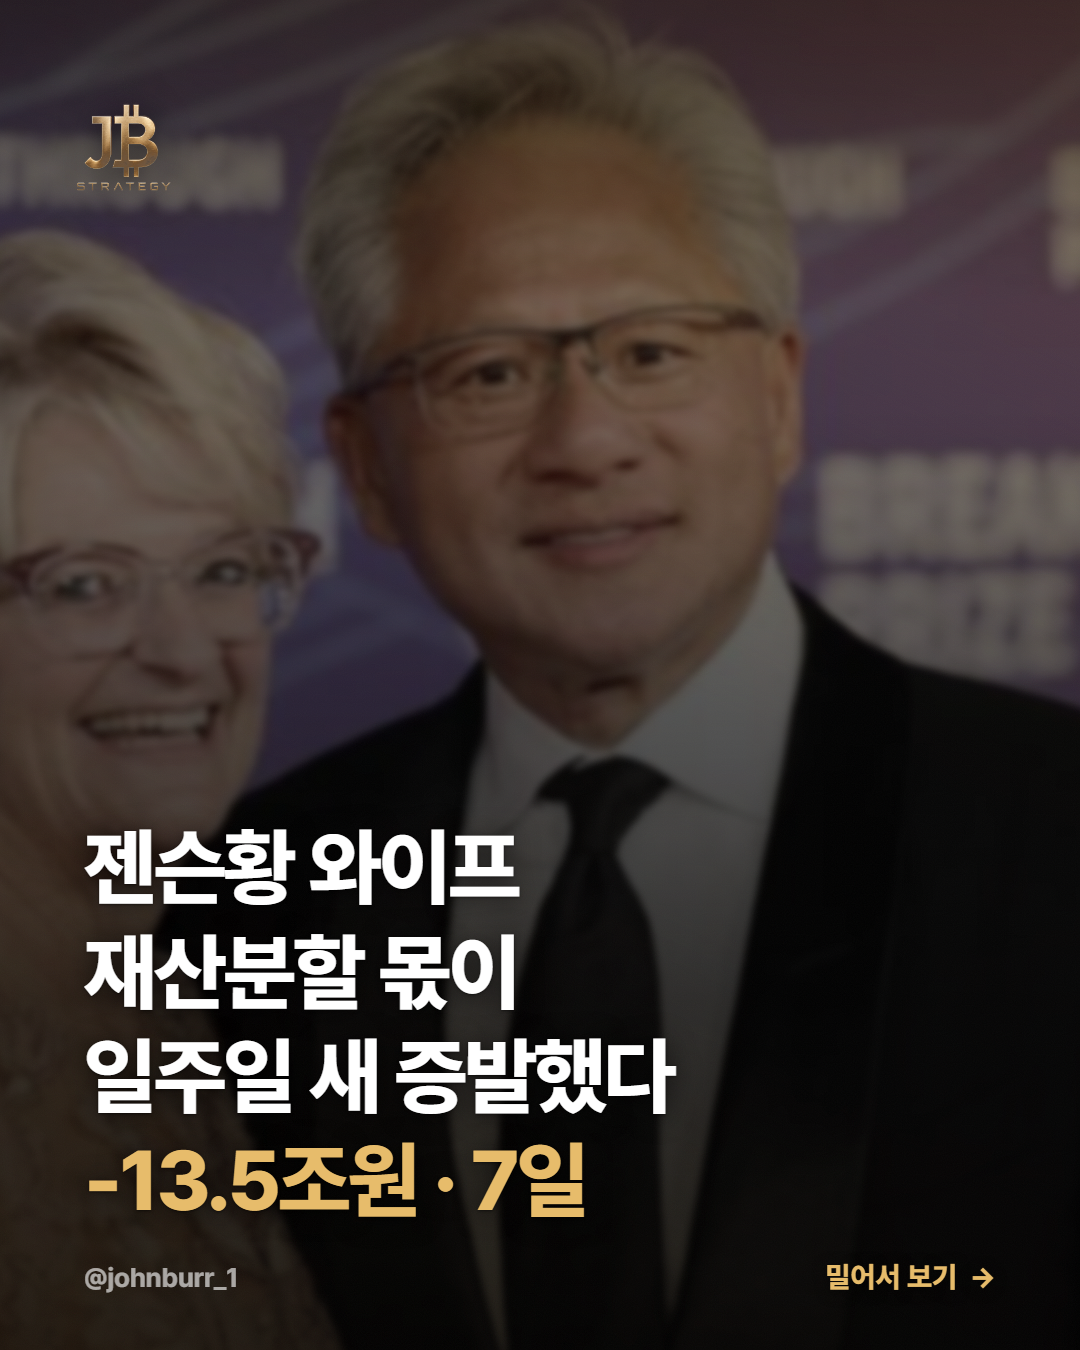 JB
STRATEGY
젠슨황 와이프
재산분할 몫이
일주일 새 증발했다
-13.5조원 · 7일
@johnburr_1
밀어서 보기 →